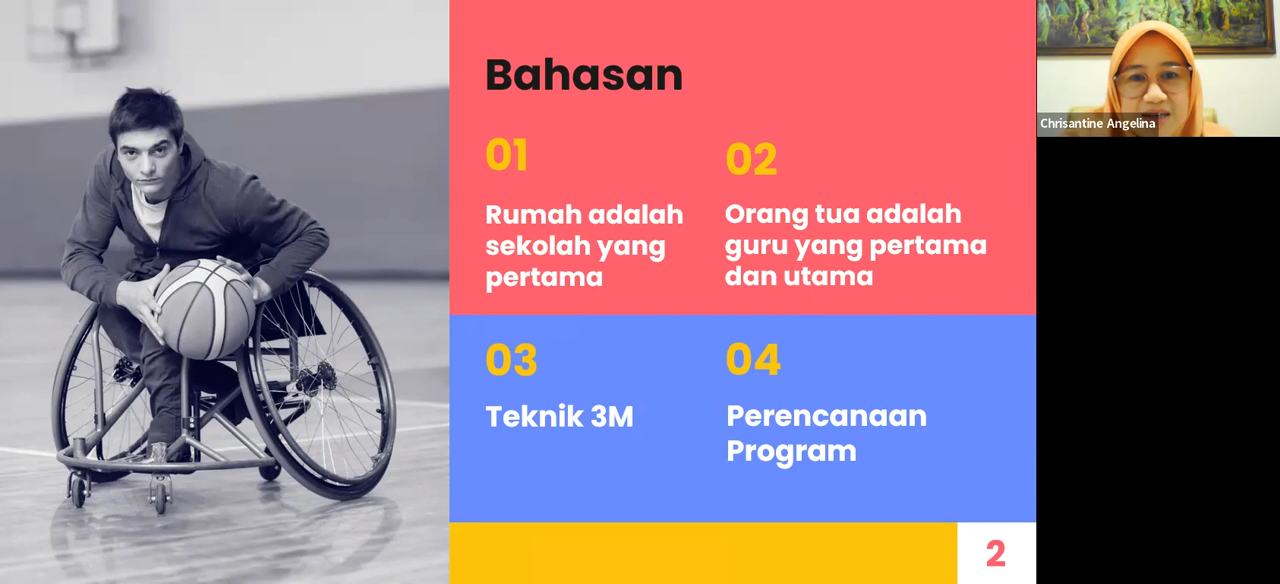 Bahasan
01
Rumah adalah
sekolah yang
pertama
02
Orang tua adalah
guru yang pertama
dan utama
03
Teknik 3M
04
Perencanaan
Program
2
Chrisantine Angelina